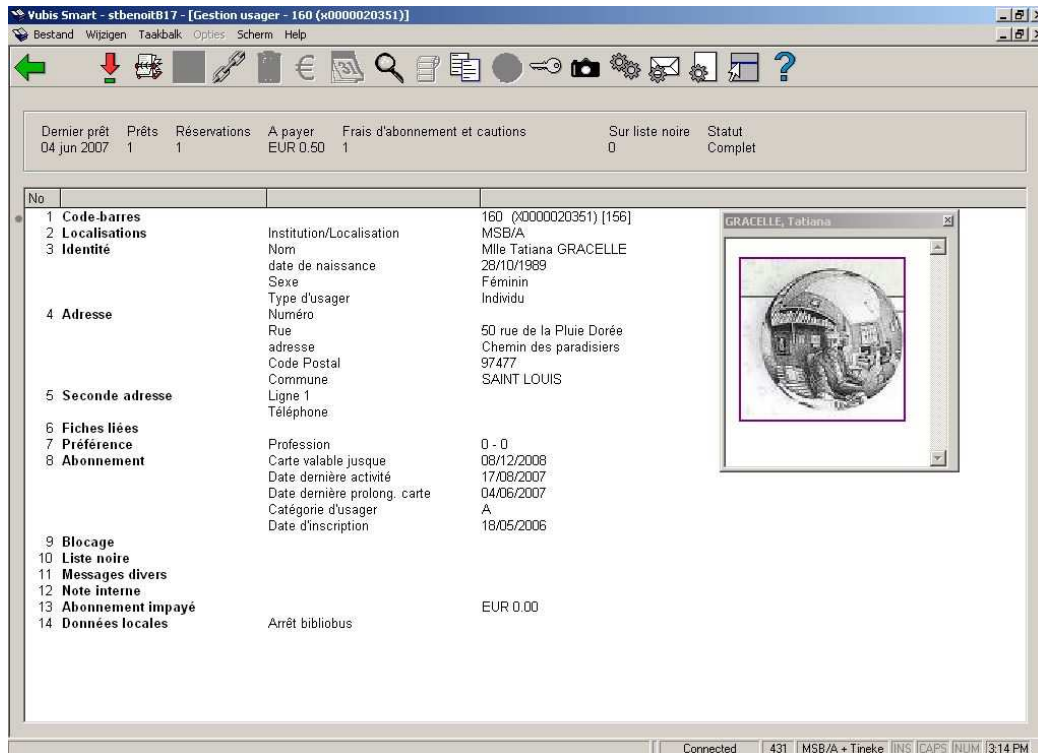 Vubis Smart - stbenoitB17 - [Gestion usager - 160 (x0000020351)]
Bestand Wijzigen Taakbalk Opties Scherm Help
31
Dernier prêt Prêts Réservations A payer Frais d'abonnement et cautions Sur liste noire Statut
04 jun 2007 1 1 EUR 0.50 1 0 Complet
No
1 Code-barres 160 (X0000020351) [156]
2 Localisations Institution/Localisation MSB/A
3 Identité Nom Mlle Tatiana GRACELLE
date de naissance 28/10/1989
Sexe Féminin
Type d'usager Individu
4 Adresse Numéro
Rue 50 rue de la Pluie Dorée
adresse Chemin des paradisiers
Code Postal 97477
Commune SAINT LOUIS
5 Seconde adresse Ligne 1
Téléphone
6 Fiches liées
7 Préférence Profession 0 - 0
8 Abonnement Carte valable jusque 08/12/2008
Date dernière activité 17/08/2007
Date dernière prolong. carte 04/06/2007
Catégorie d'usager A
Date d'inscription 18/05/2006
9 Blocage
10 Liste noire
11 Messages divers
12 Note interne
13 Abonnement impayé EUR 0.00
14 Données locales Arrêt bibliobus
GRACELLE, Tatiana
Connected 431 MSB/A + Tineke INS CAPS NUM 3:14 PM